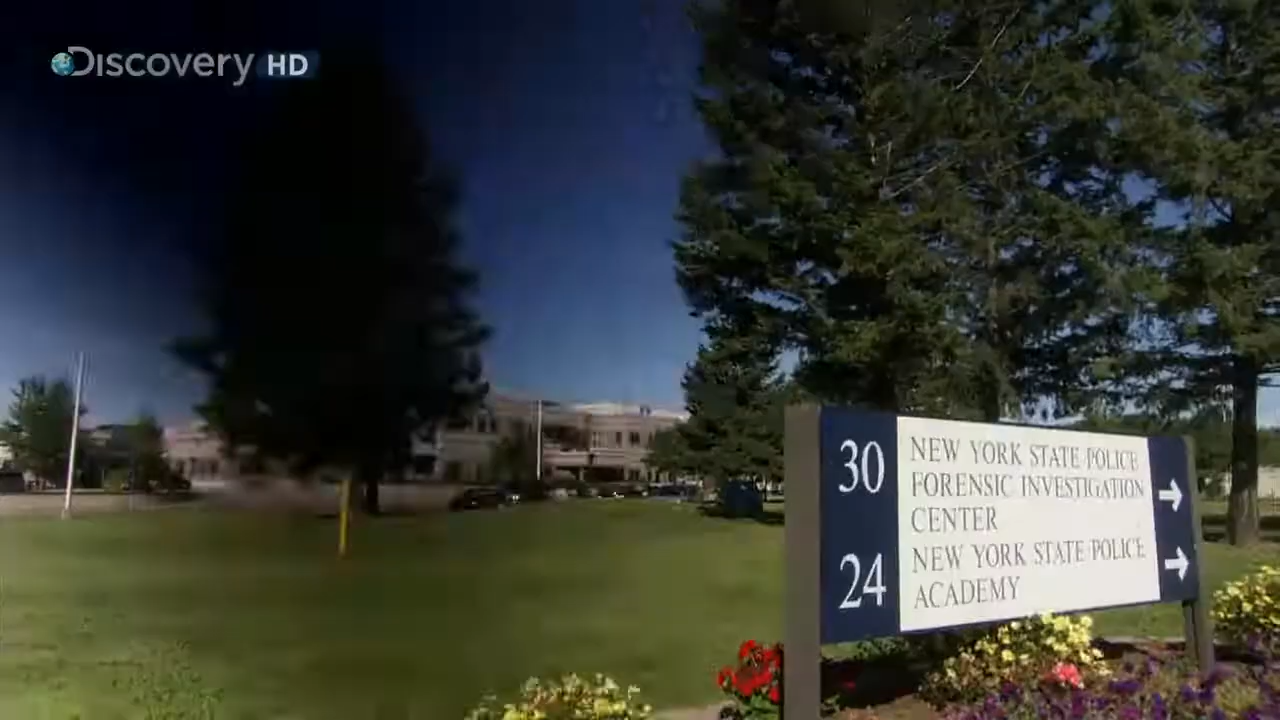 Discovery HD
30 NEW YORK STATE POLICE
FORENSIC INVESTIGATION
CENTER
24 NEW YORK STATE POLICE
ACADEMY